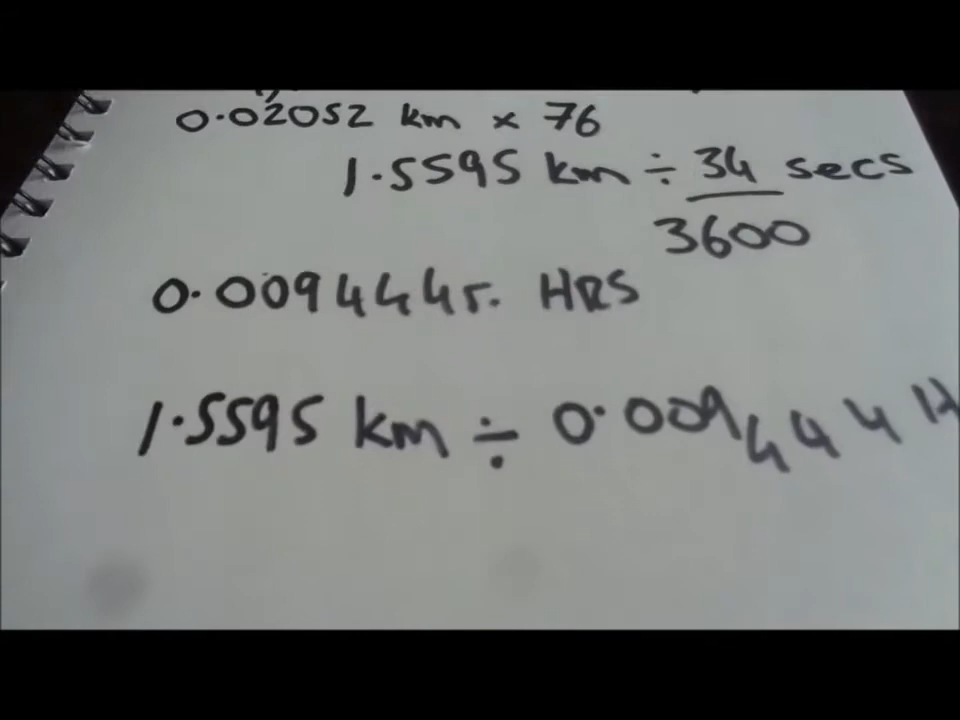 0.02052 km × 76
1.5595 km ÷ 34 secs
3600
0.009444r. HRS
1.5595 km ÷ 0.009444 H